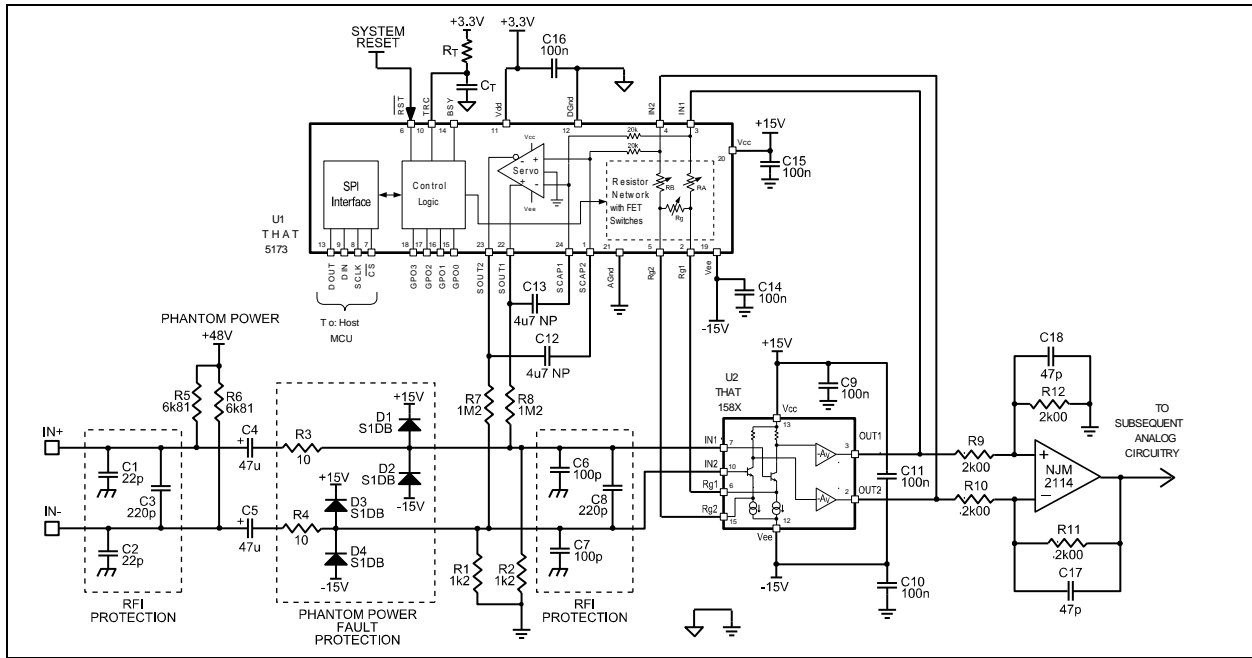 SYSTEM
RESET
+3.3V
RT
CT
+3.3V
C16
100n
RST
TRC
BSY
Vdd
DGnd
IN2
IN1
6
10
14
11
12
4
3
+15V
Vcc
20
C15
100n
20k
20k
Vcc
Servo
Vee
- +
+ -
SPI
Interface
Control
Logic
Resistor
Network
with FET
Switches
RB
RA
Rg
U1
THAT
5173
13
9
8
7
18
17
16
15
23
22
24
1
21
5
2
19
DOUT
DIN
SCLK
CS
GPO3
GPO2
GPO1
GPO0
SOUT2
SOUT1
SCAP1
SCAP2
AGnd
Rg2
Rg1
Vee
C14
100n
-15V
To: Host
MCU
C13
4u7 NP
C12
4u7 NP
PHANTOM POWER
+48V
R5
6k81
R6
6k81
R7
1M2
R8
1M2
+15V
D1
S1DB
D2
S1DB
-15V
+15V
D3
S1DB
D4
S1DB
-15V
IN+
IN-
C1
22p
C3
220p
C2
22p
RFI
PROTECTION
+
C4
47u
+
C5
47u
R3
10
R4
10
PHANTOM POWER
FAULT
PROTECTION
R1
1k2
R2
1k2
C6
100p
C8
220p
C7
100p
RFI
PROTECTION
+15V
C9
100n
U2
THAT
158X
Vcc
13
IN1
7
IN2
10
Rg1
6
Rg2
15
-AV
-AV
OUT1
3
OUT2
2
12
Vee
-15V
C11
100n
C10
100n
C18
47p
R12
2k00
R9
2k00
R10
2k00
+
−
NJM
2114
R11
2k00
C17
47p
TO
SUBSEQUENT
ANALOG
CIRCUITRY